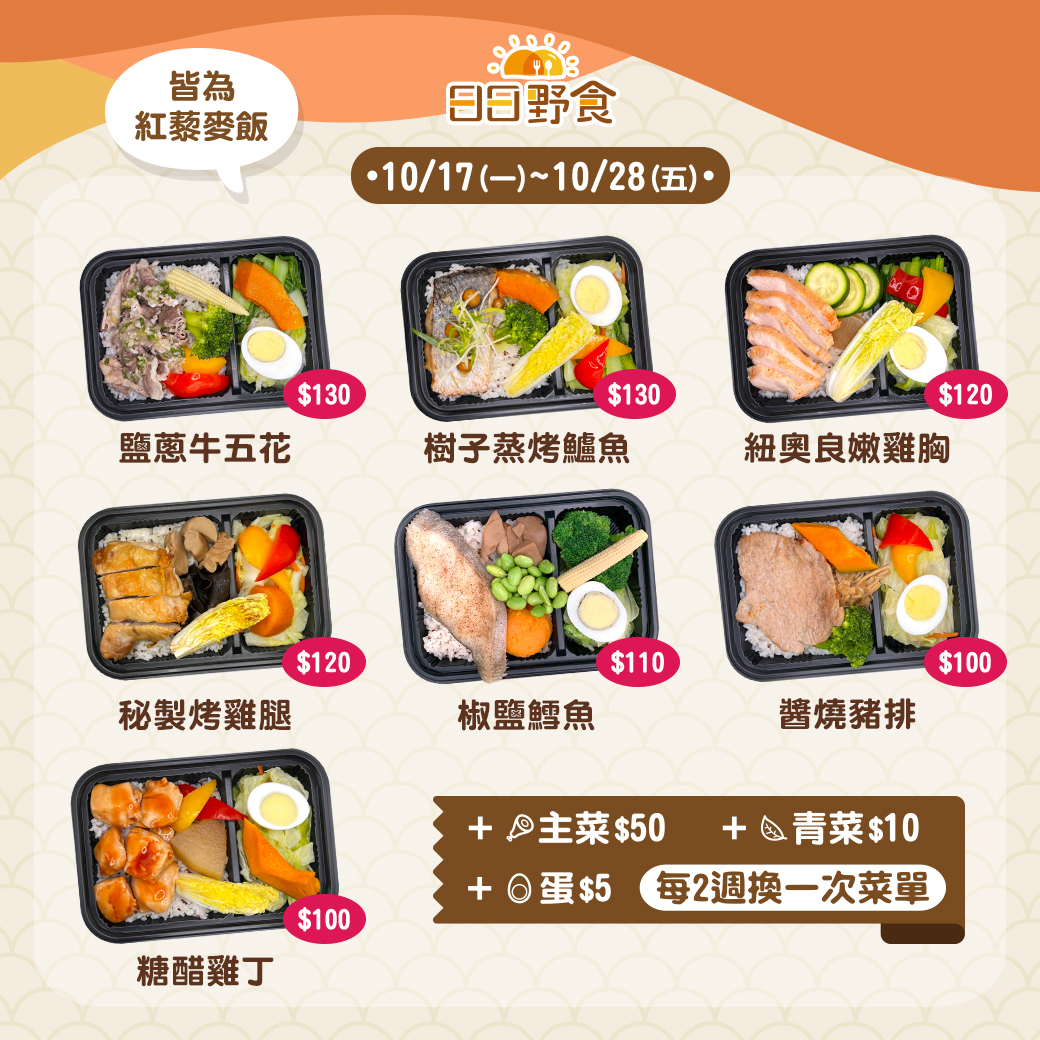 皆為
紅藜麥飯
日日野食
•10/17(一)~10/28(五)•
$130
$130
$120
鹽蔥牛五花
樹子蒸烤鱸魚
紐奧良嫩雞胸
$120
$110
$100
秘製烤雞腿
椒鹽鱈魚
醬燒豬排
$100
糖醋雞丁
+主菜$50
+青菜$10
+蛋$5
每2週換一次菜單